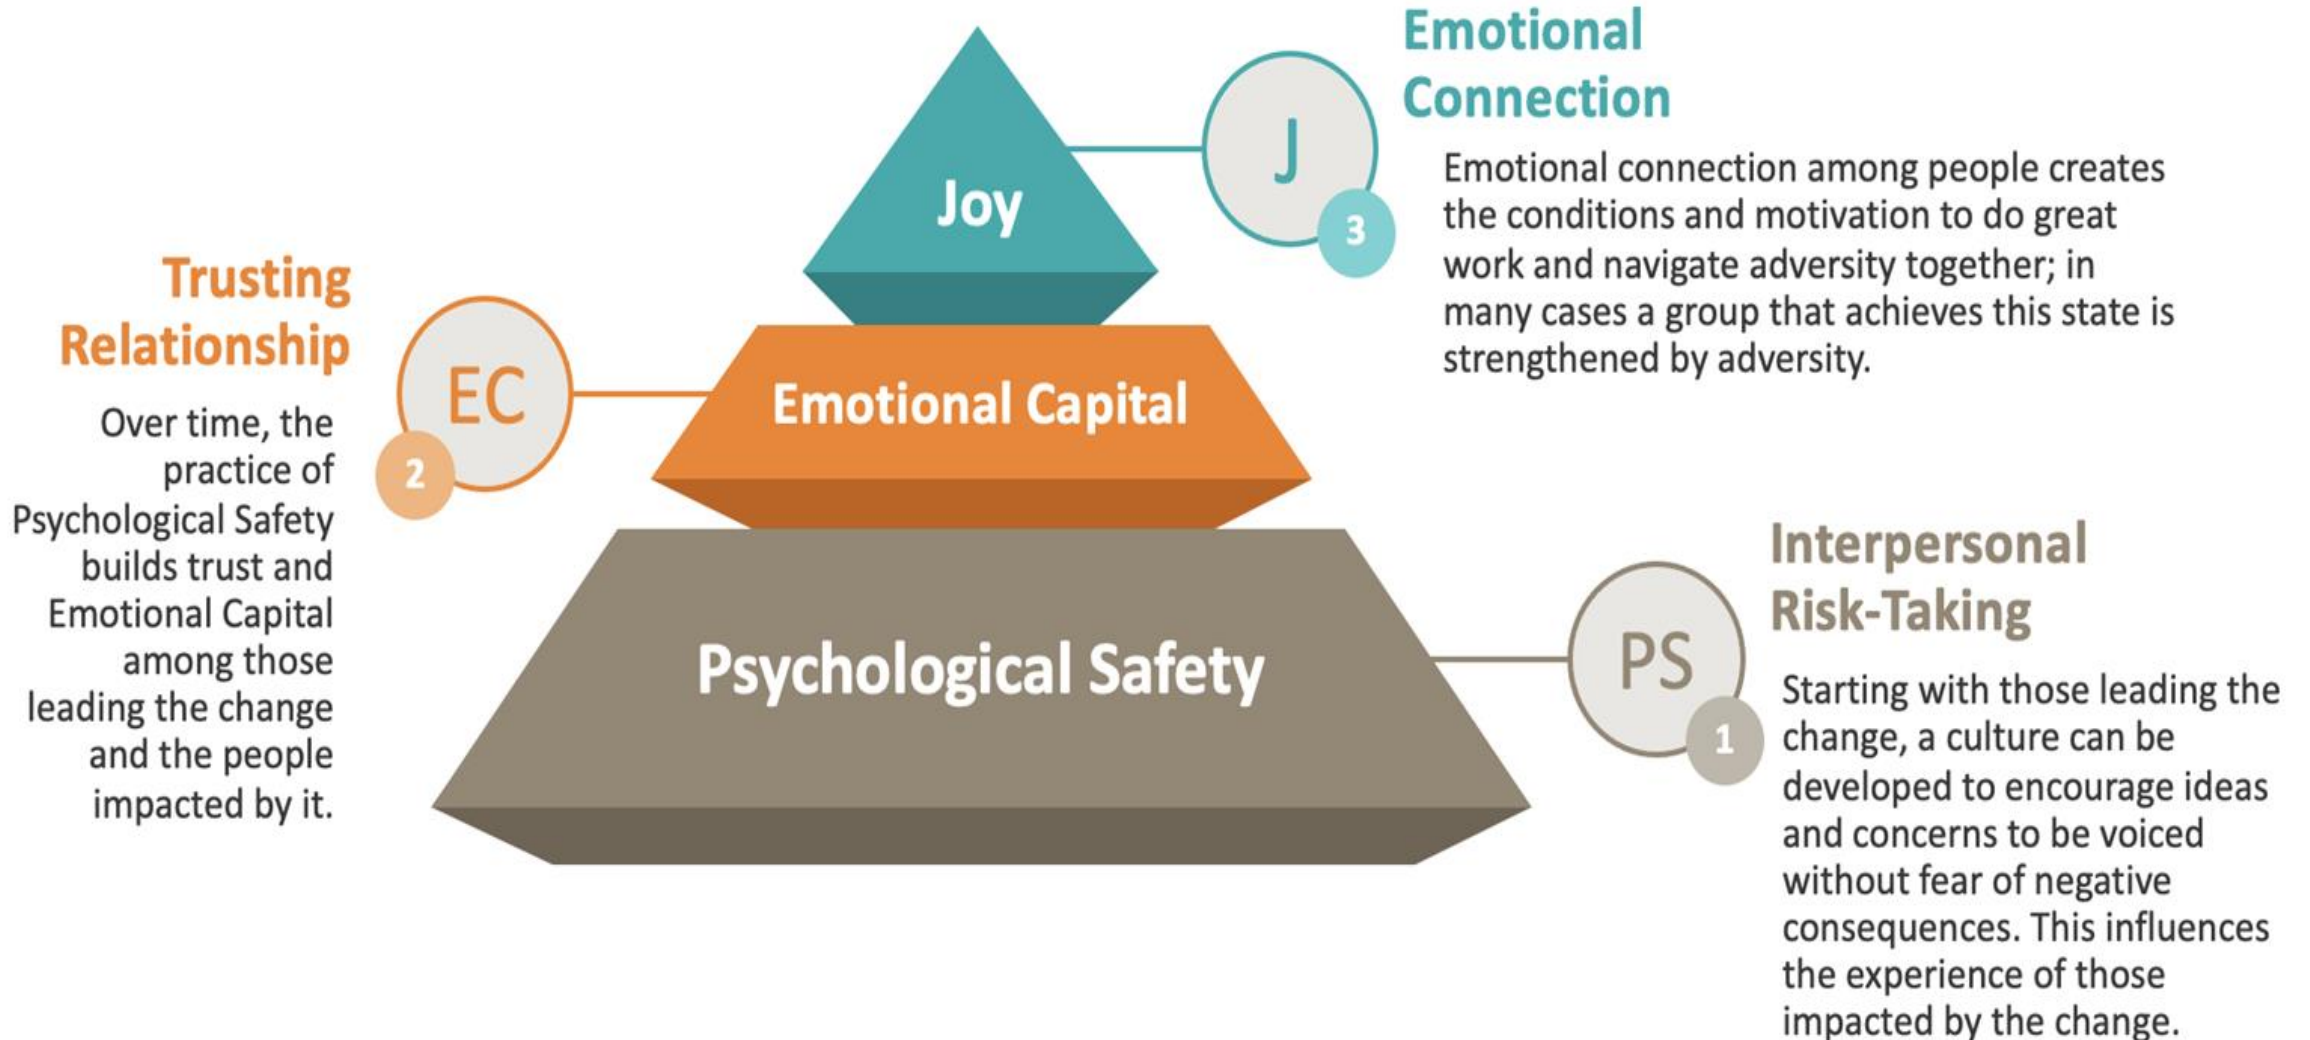 Emotional
Connection
J
3
Emotional connection among people creates
the conditions and motivation to do great
work and navigate adversity together; in
many cases a group that achieves this state is
strengthened by adversity.
Joy
Trusting
Relationship
EC
2
Over time, the
practice of
Psychological Safety
builds trust and
Emotional Capital
among those
leading the change
and the people
impacted by it.
Emotional Capital
Psychological Safety
Interpersonal
Risk-Taking
PS
1
Starting with those leading the
change, a culture can be
developed to encourage ideas
and concerns to be voiced
without fear of negative
consequences. This influences
the experience of those
impacted by the change.